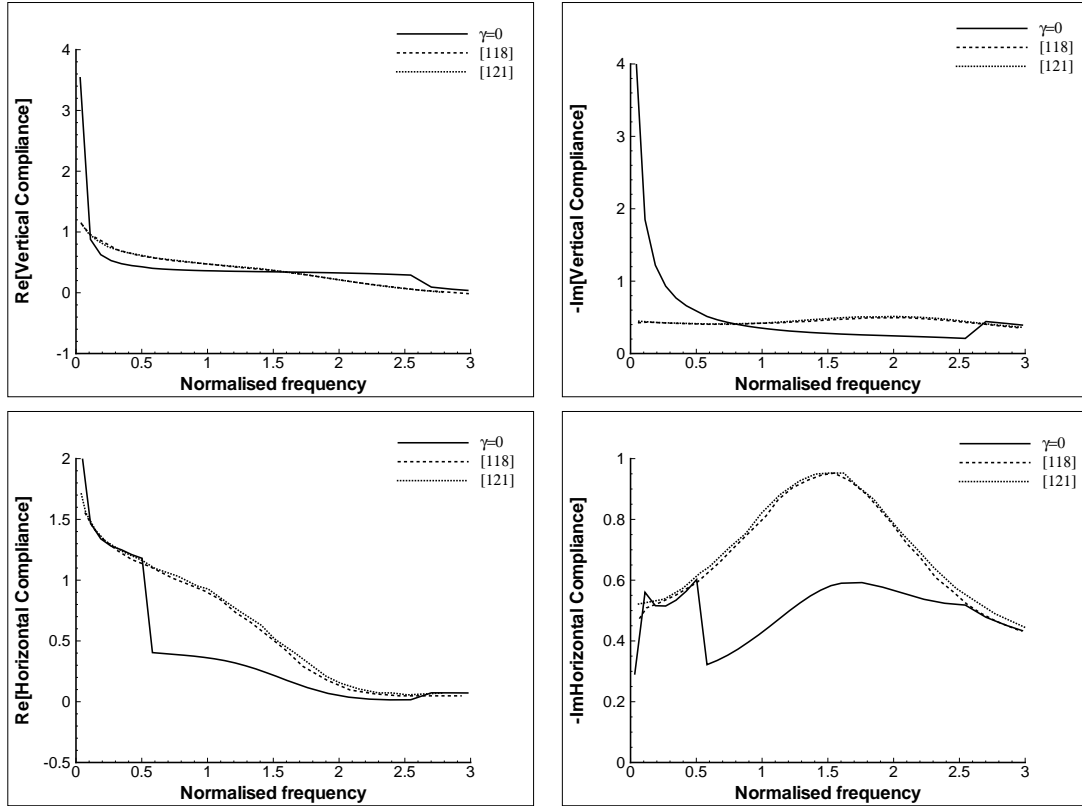 γ=0
[118]
[121]
Re[Vertical Compliance]
4
3
2
1
0
-1
0 0.5 1 1.5 2 2.5 3
Normalised frequency
γ=0
[118]
[121]
-Im[Vertical Compliance]
4
3
2
1
0
0 0.5 1 1.5 2 2.5 3
Normalised frequency
γ=0
[118]
[121]
Re[Horizontal Compliance]
2
1.5
1
0.5
0
-0.5
0 0.5 1 1.5 2 2.5 3
Normalised frequency
γ=0
[118]
[121]
-ImHorizontal Compliance]
1
0.8
0.6
0.4
0.2
0
0 0.5 1 1.5 2 2.5 3
Normalised frequency